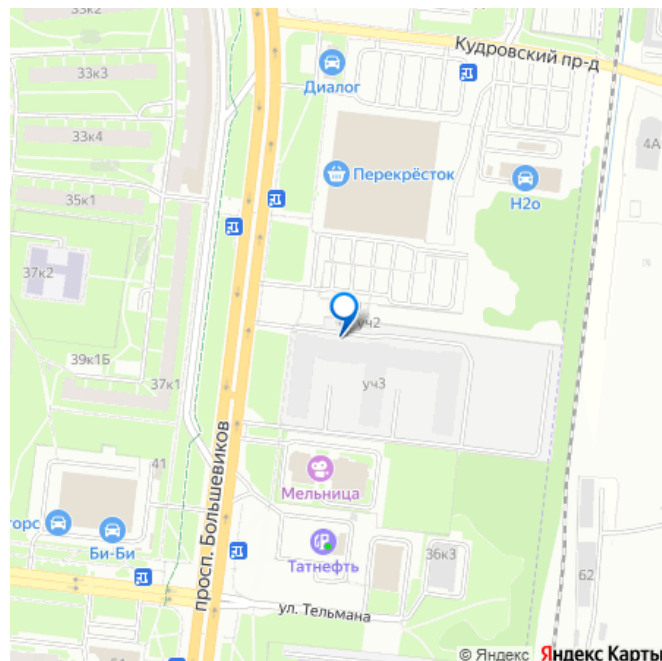 33к2
Кудровский пр-д
33к3
Диалог
4А
33к4
Перекрёсток
Н2о
35к1
37к2
уч2
39к1Б
37к1
уч3
просп. Большевиков
41
Мельница
горс
Би-Би
Татнефть
36к3
62
ул. Тельмана
© Яндекс Яндекс Карты